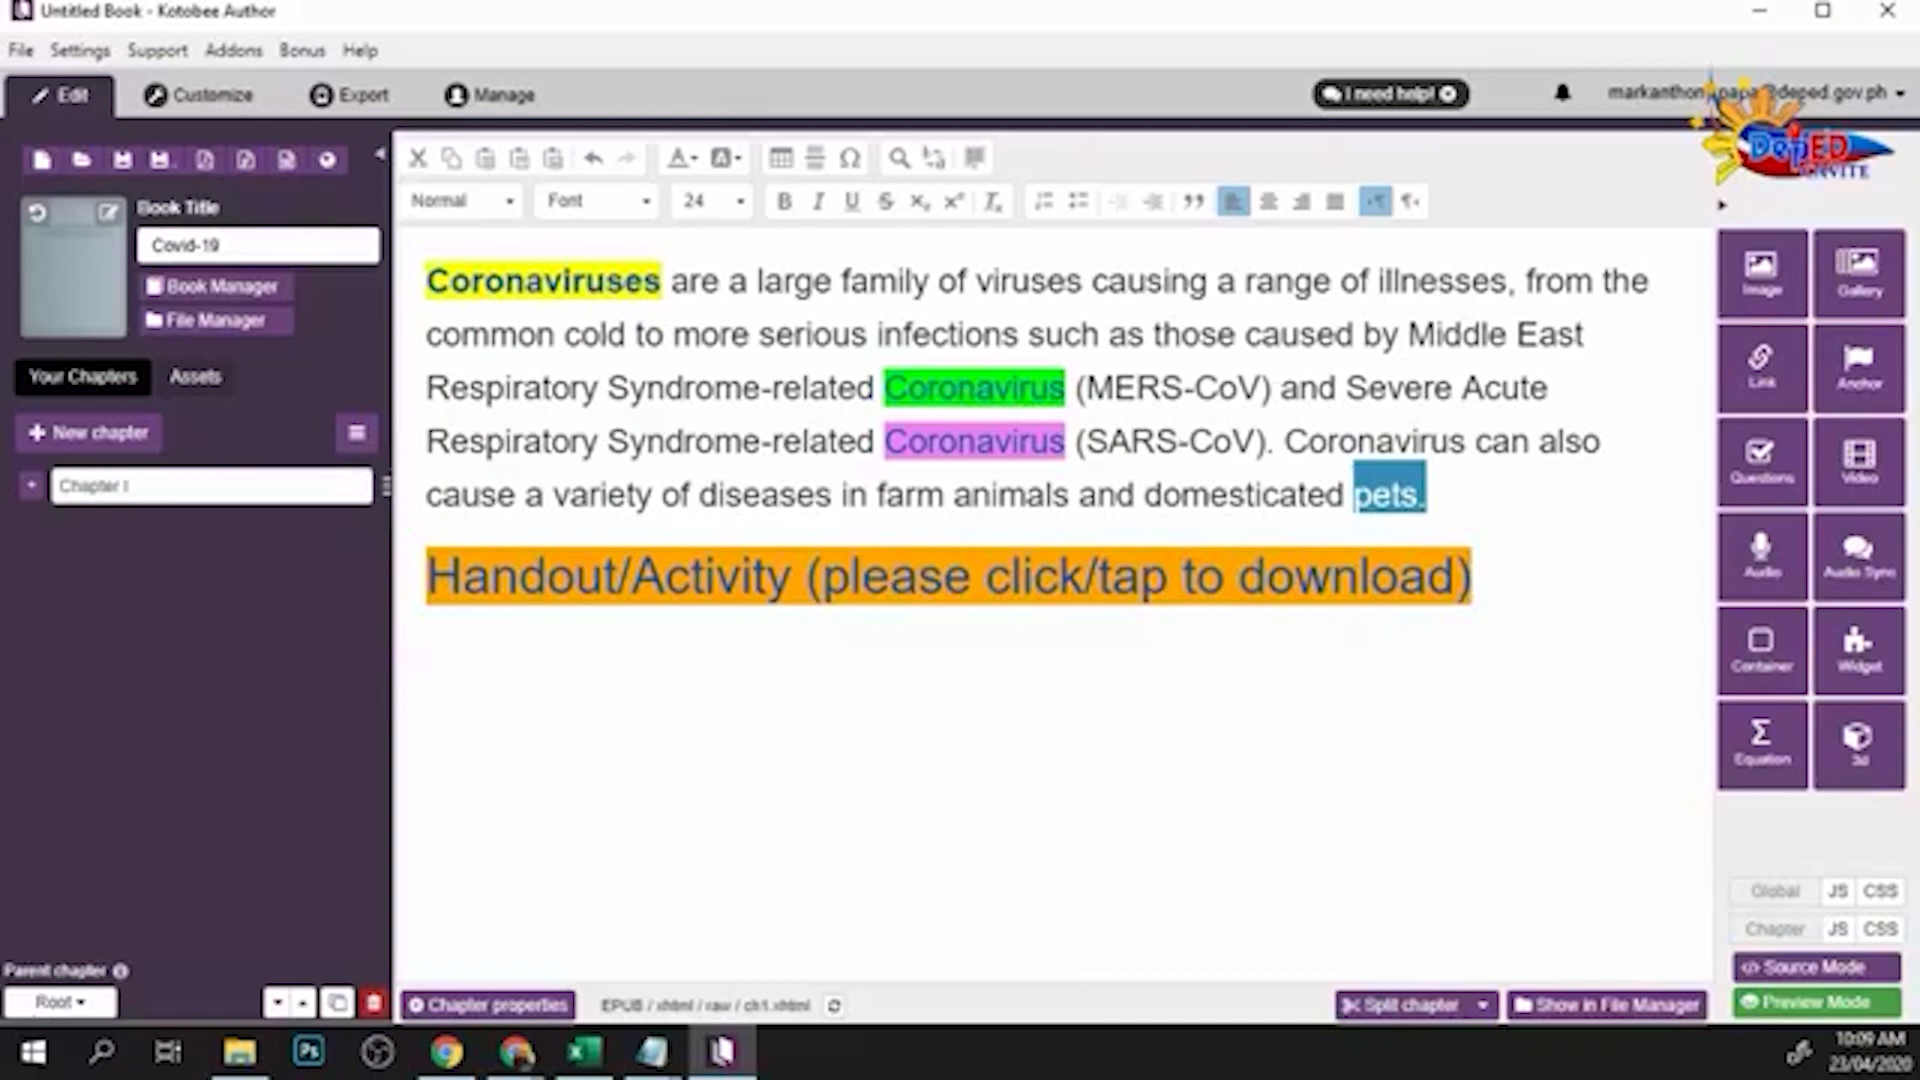 Untitled Book - Kotobee Author
File Settings Support Addons Bonus Help
Edit Customize Export Manage
I need help!
DepED
Book Title
Covid-19
Book Manager
File Manager
Your Chapters Assets
New chapter
Chapter I
Normal Font 24 B I U S
Coronaviruses are a large family of viruses causing a range of illnesses, from the
common cold to more serious infections such as those caused by Middle East
Respiratory Syndrome-related Coronavirus (MERS-CoV) and Severe Acute
Respiratory Syndrome-related Coronavirus (SARS-CoV). Coronavirus can also
cause a variety of diseases in farm animals and domesticated pets.
Handout/Activity (please click/tap to download)
Image Gallery
Link Anchor
Questions Video
Audio Audio Sync
Container Widget
Equation 3d
Global JS CSS
Chapter JS CSS
Source Mode
Preview Mode
Parent chapter
Root
Chapter properties EPUB / xhtml / raw / ch1.xhtml Split chapter Show in File Manager
Ps
10:09 AM
23/04/2020